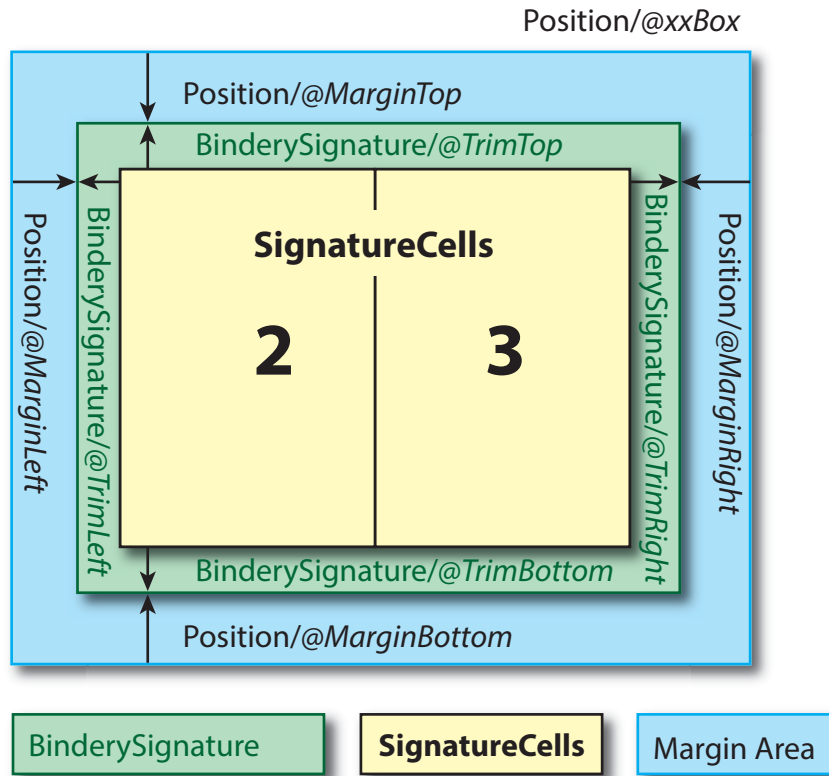 Position/@xxBox
Position/@MarginTop
BinderySignature/@TrimTop
Position/@MarginLeft
BinderySignature/@TrimLeft
SignatureCells
2
3
BinderySignature/@TrimRight
Position/@MarginRight
BinderySignature/@TrimBottom
Position/@MarginBottom
BinderySignature
SignatureCells
Margin Area